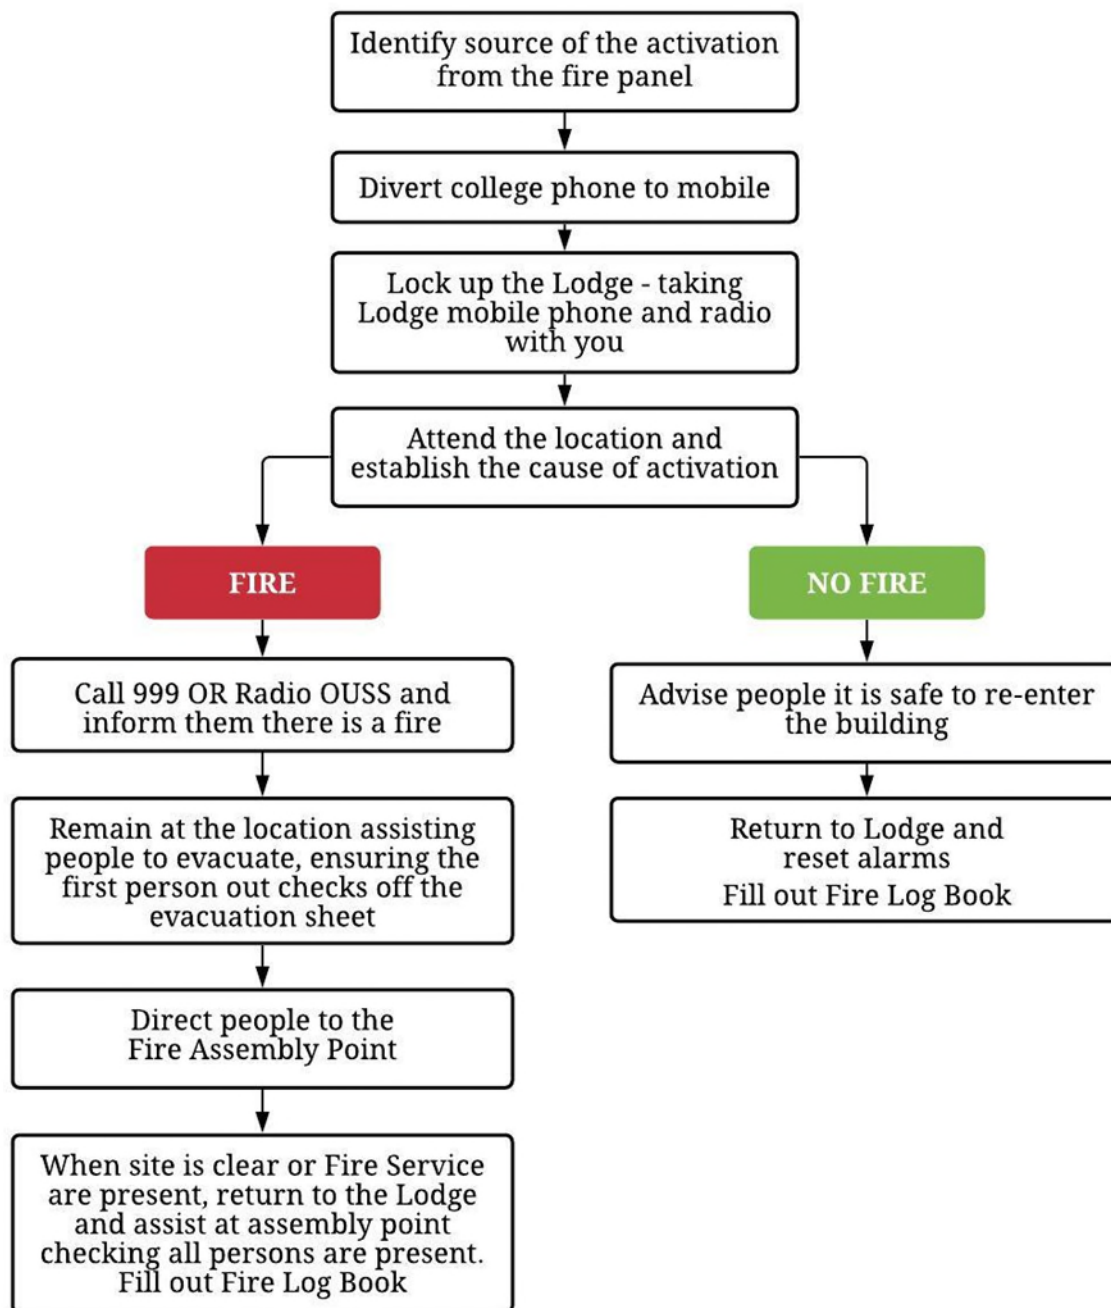 Identify source of the activation
from the fire panel
Divert college phone to mobile
Lock up the Lodge - taking
Lodge mobile phone and radio
with you
Attend the location and
establish the cause of activation
FIRE
Call 999 OR Radio OUSS and
inform them there is a fire
Remain at the location assisting
people to evacuate, ensuring the
first person out checks off the
evacuation sheet
Direct people to the
Fire Assembly Point
When site is clear or Fire Service
are present, return to the Lodge
and assist at assembly point
checking all persons are present.
Fill out Fire Log Book
NO FIRE
Advise people it is safe to re-enter
the building
Return to Lodge and
reset alarms
Fill out Fire Log Book